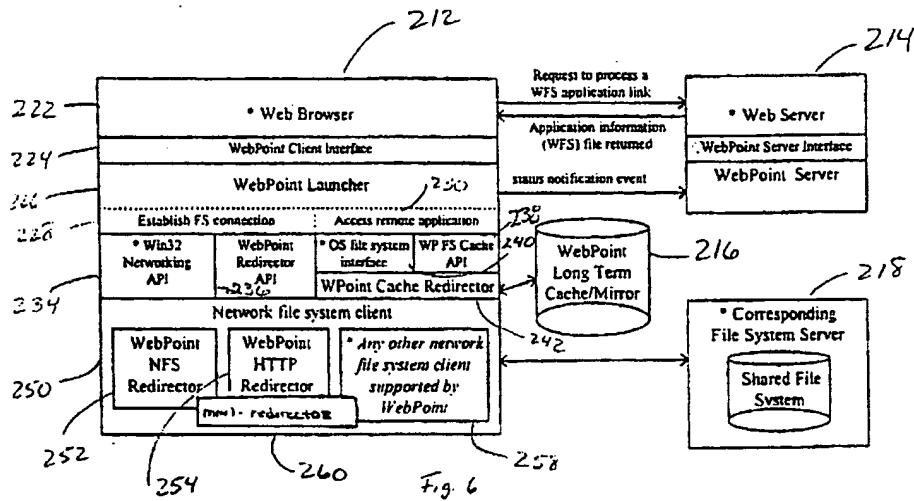 212
214
222
* Web Browser
Request to process a
WFS application link
* Web Server
Application information
(WFS) file returned
224
WebPoint Client Interface
WebPoint Server Interface
WebPoint Launcher
230
status notification event
WebPoint Server
228
Establish FS connection
Access remote application
238
* Win32
Networking
API
WebPoint
Redirector
API
* OS file system
interface
WP FS Cache
API
240
234
236
WPoint Cache Redirector
WebPoint
Long Term
Cache/Mirror
216
218
Network file system client
242
* Corresponding
File System Server
250
WebPoint
NFS
Redirector
WebPoint
HTTP
Redirector
* Any other network
file system client
supported by
WebPoint
Shared File
System
redirector
252
254
260
258
Fig. 6